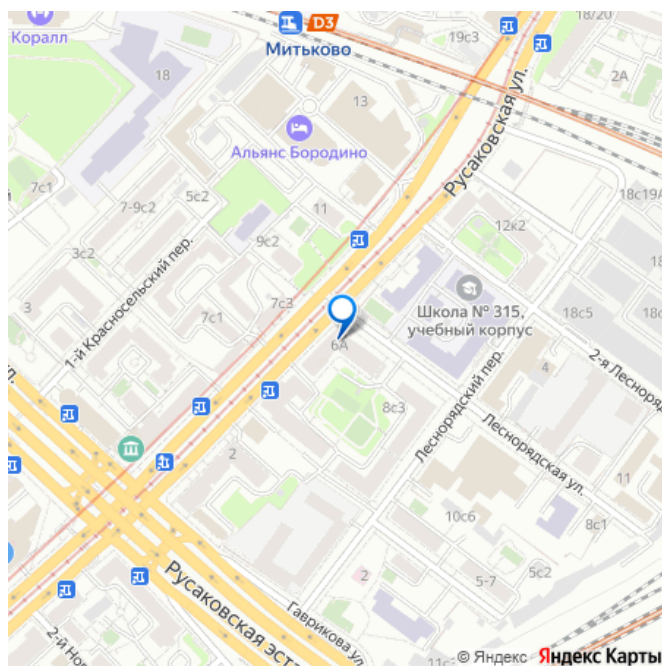 Коралл
D3
Митьково
19с3
18/20
2А
18
13
Русаковская ул.
Альянс Бородино
7с1
5с2
18с19А
7-9с2
11
9с2
12к2
3с2
1-й Красносельский пер.
7с3
Школа № 315,
учебный корпус
18с5
3
7с1
6А
4
2-я Леснорядс
8с3
Леснорядский пер.
Леснорядская ул.
2
11
10с6
8с1
5с2
5-7
2
Русаковская эст
Гаврикова ул
2-й Нов
© Яндекс Яндекс Карты